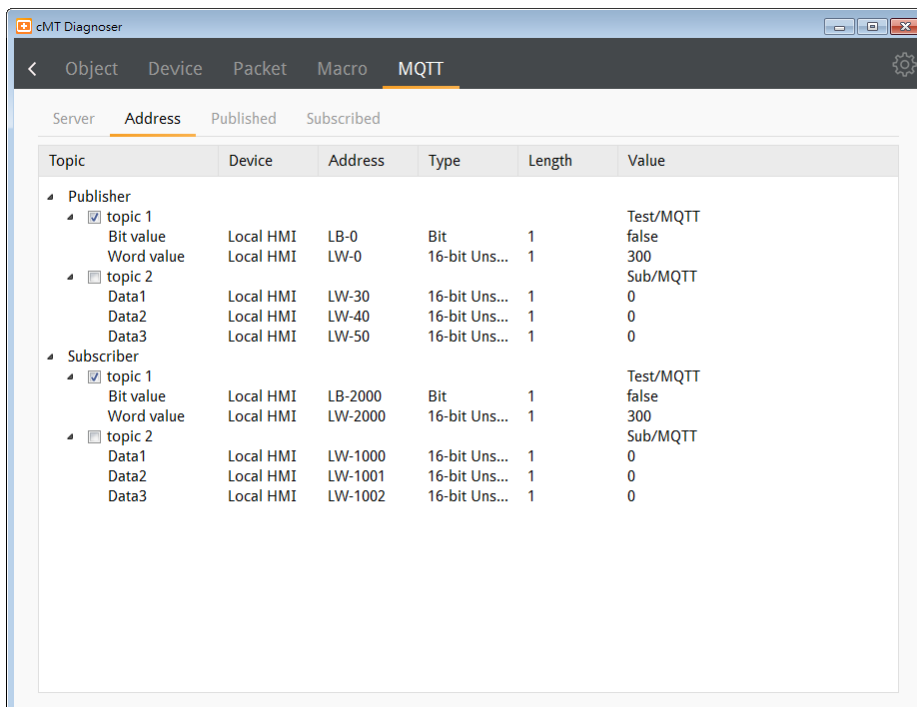 cMT Diagnoser
Object Device Packet Macro MQTT
Server Address Published Subscribed
Topic Device Address Type Length Value
Publisher
topic 1 Test/MQTT
Bit value Local HMI LB-0 Bit 1 false
Word value Local HMI LW-0 16-bit Uns... 1 300
topic 2 Sub/MQTT
Data1 Local HMI LW-30 16-bit Uns... 1 0
Data2 Local HMI LW-40 16-bit Uns... 1 0
Data3 Local HMI LW-50 16-bit Uns... 1 0
Subscriber
topic 1 Test/MQTT
Bit value Local HMI LB-2000 Bit 1 false
Word value Local HMI LW-2000 16-bit Uns... 1 300
topic 2 Sub/MQTT
Data1 Local HMI LW-1000 16-bit Uns... 1 0
Data2 Local HMI LW-1001 16-bit Uns... 1 0
Data3 Local HMI LW-1002 16-bit Uns... 1 0